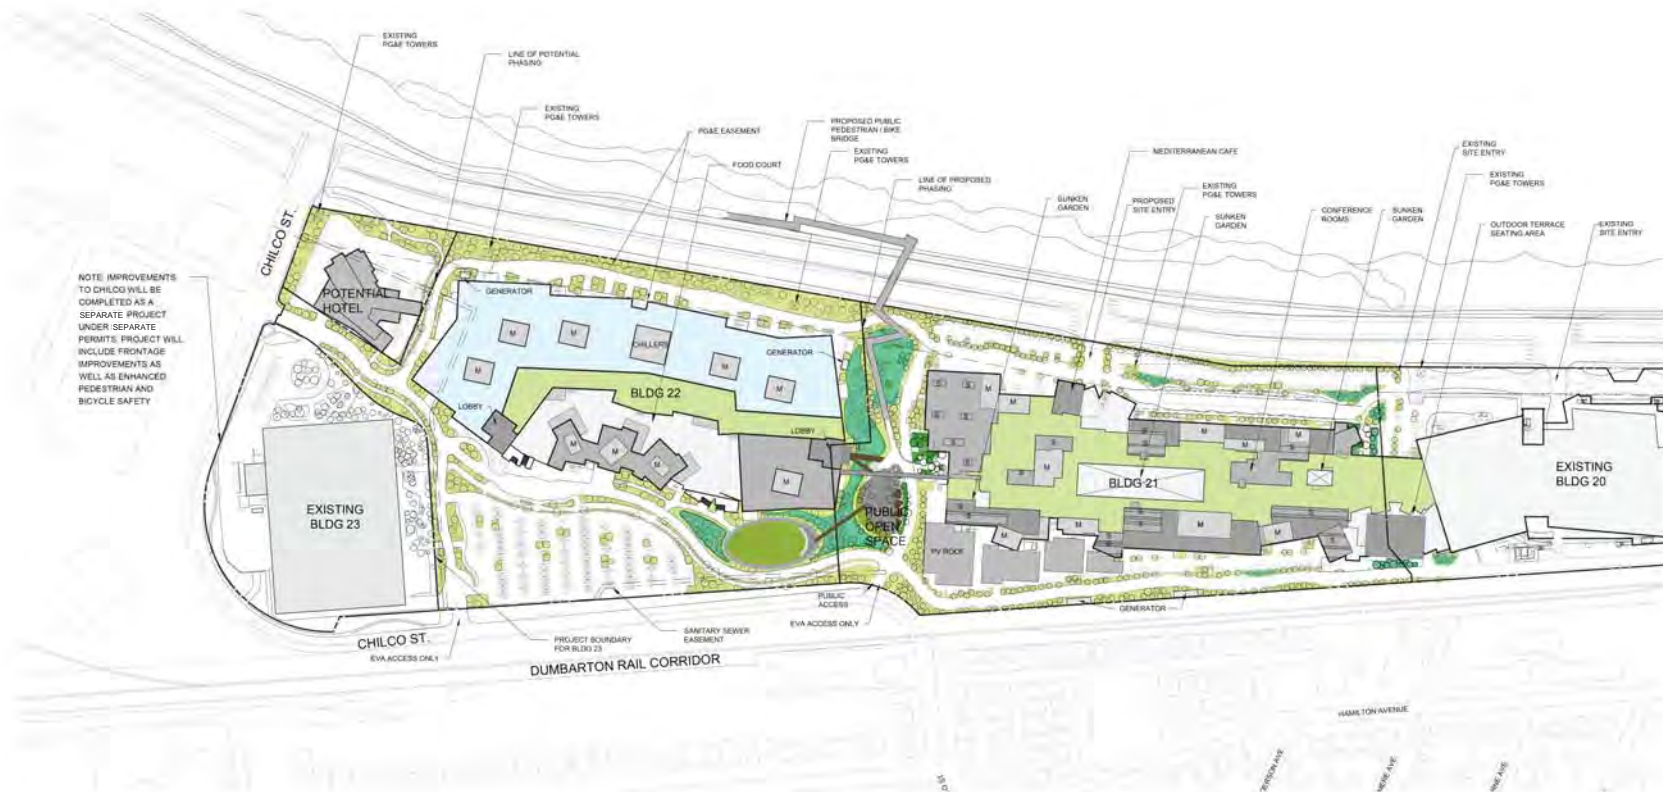 EXISTING
PG&E TOWERS
LINE OF POTENTIAL
PHASING
EXISTING
PG&E TOWERS
PG&E EASEMENT
FOOD COURT
PROPOSED PUBLIC
PEDESTRIAN / BIKE
BRIDGE
EXISTING
PG&E TOWERS
LINE OF PROPOSED
PHASING
SUNKEN
GARDEN
MEDITERRANEAN CAFE
PROPOSED
SITE ENTRY
EXISTING
PG&E TOWERS
SUNKEN
GARDEN
CONFERENCE
ROOMS
SUNKEN
GARDEN
EXISTING
SITE ENTRY
EXISTING
PG&E TOWERS
OUTDOOR TERRACE
SEATING AREA
EXISTING
SITE ENTRY
CHILCO ST.
NOTE: IMPROVEMENTS
TO CHILCO WILL BE
COMPLETED AS A
SEPARATE PROJECT
UNDER SEPARATE
PERMITS. PROJECT WILL
INCLUDE FRONTAGE
IMPROVEMENTS AS
WELL AS ENHANCED
PEDESTRIAN AND
BICYCLE SAFETY
POTENTIAL
HOTEL
GENERATOR
M
M
CHILLERS
M
M
M
GENERATOR
LOBBY
BLDG 22
LOBBY
M
M
M
M
EXISTING
BLDG 23
PUBLIC
OPEN
SPACE
M
M
S
S
S
S
S
S
M
S
S
S
M
M
M
BLDG 21
S
S
M
S
M
S
M
S
M
S
S
PV ROOF
EXISTING
BLDG 20
CHILCO ST.
EVA ACCESS ONLY
PROJECT BOUNDARY
FOR BLDG 23
SANITARY SEWER
EASEMENT
PUBLIC
ACCESS
EVA ACCESS ONLY
GENERATOR
DUMBARTON RAIL CORRIDOR
HAMILTON AVENUE